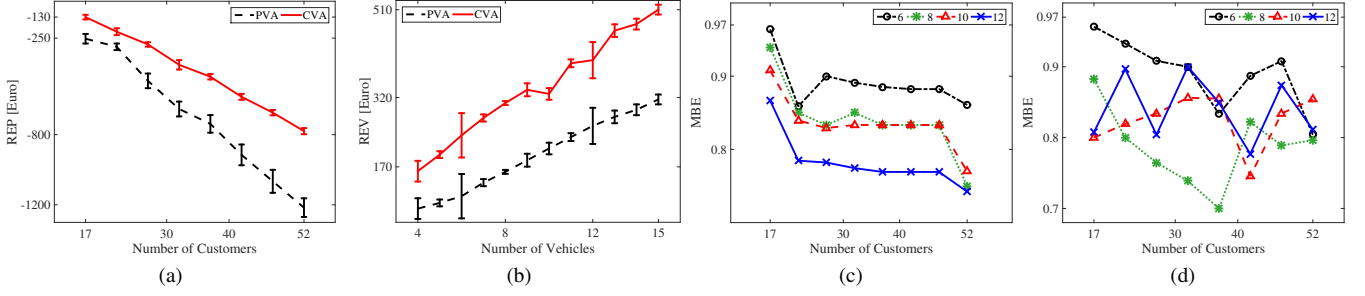 -130
-250
-800
-1200
REP [Euro]
PVA CVA
17 30 40 52
Number of Customers
(a)
510
320
170
REV [Euro]
PVA CVA
4 8 12 15
Number of Vehicles
(b)
0.97
0.9
0.8
MBE
6 8 10 12
17 30 40 52
Number of Customers
(c)
0.97
0.9
0.8
0.7
MBE
6 8 10 12
17 30 40 52
Number of Customers
(d)